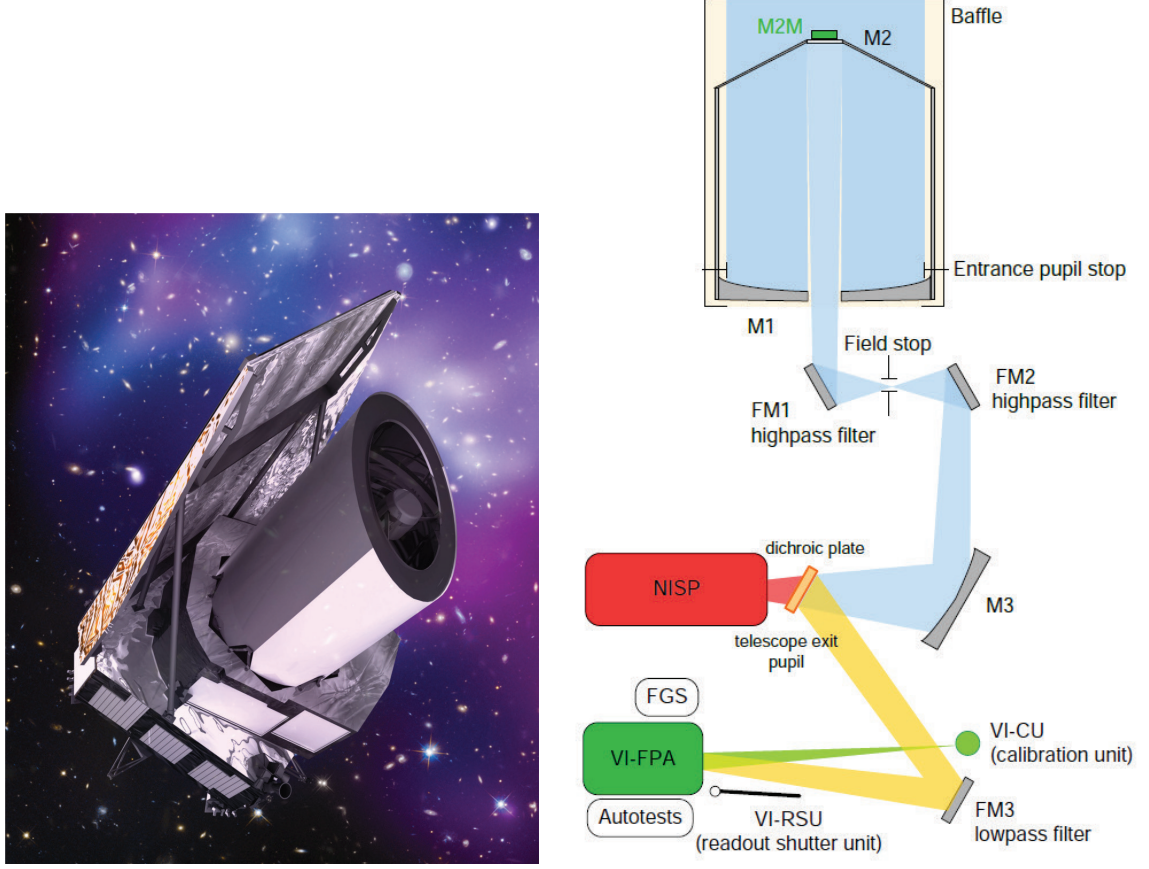 Baffle
M2M
M2
Entrance pupil stop
M1
Field stop
FM1
highpass filter
FM2
highpass filter
dichroic plate
NISP
M3
telescope exit
pupil
FGS
VI-FPA
VI-CU
(calibration unit)
Autotests
VI-RSU
(readout shutter unit)
FM3
lowpass filter